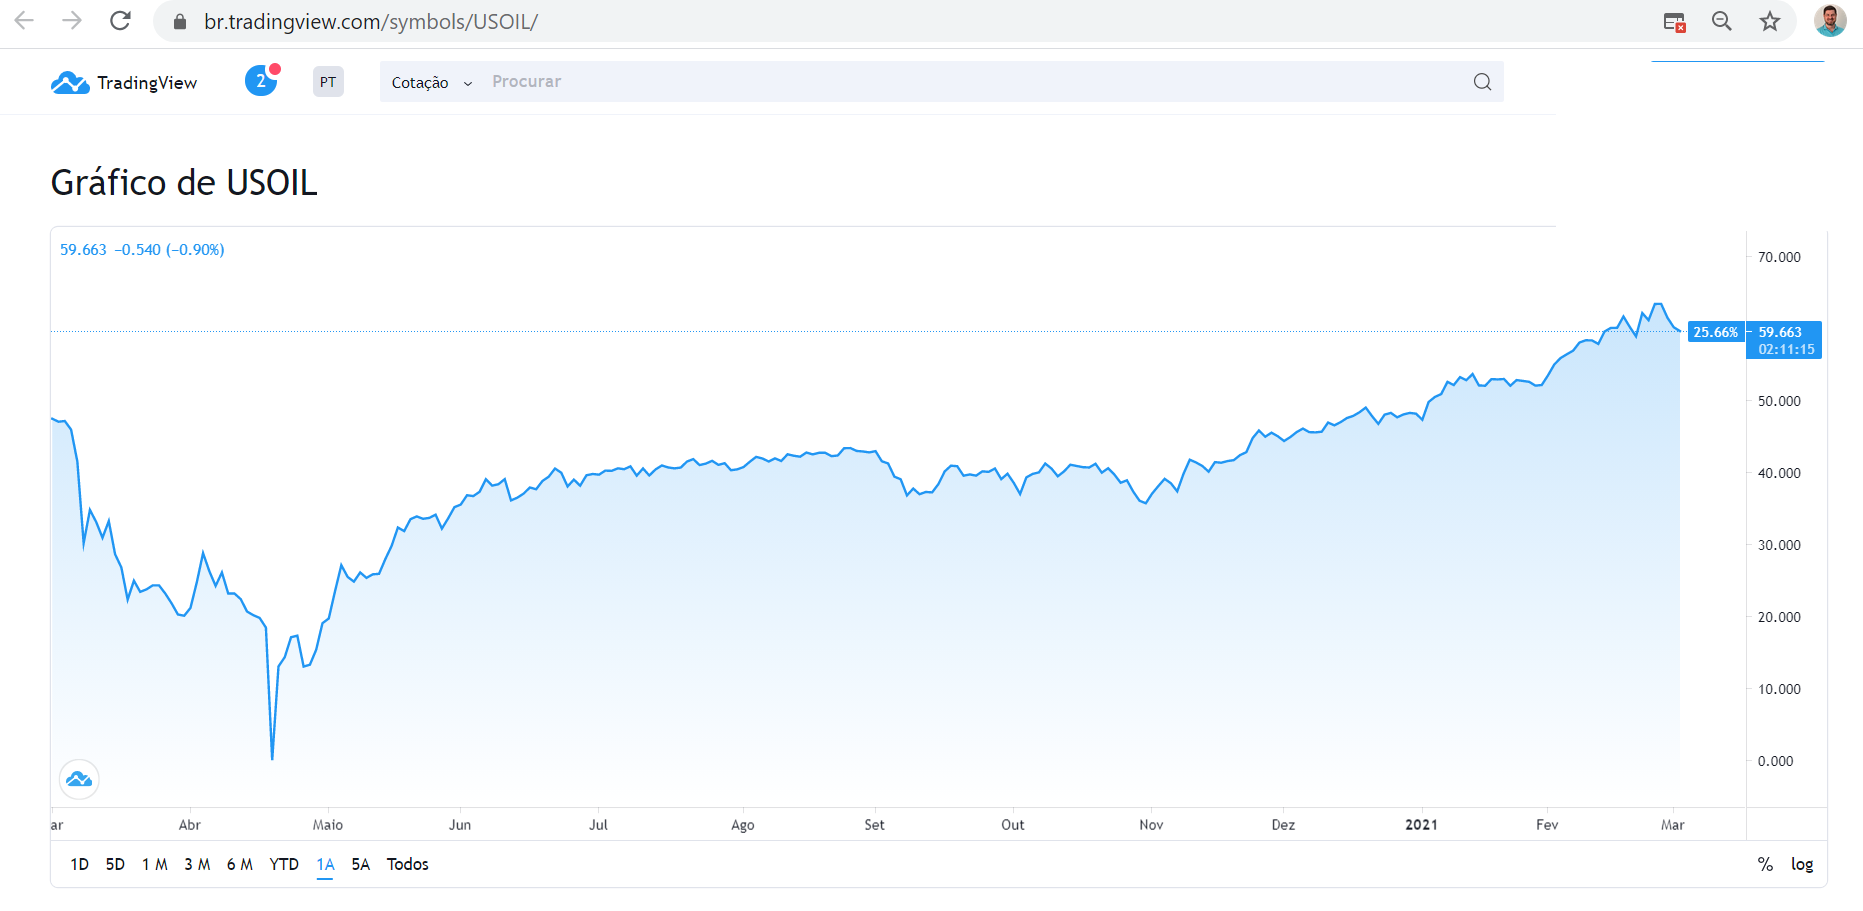 br.tradingview.com/symbols/USOIL/
TradingView
2
PT
Cotação
Procurar
Gráfico de USOIL
59.663 −0.540 (−0.90%)
70.000
25.66%
59.663
02:11:15
50.000
40.000
30.000
20.000
10.000
0.000
ar Abr Maio Jun Jul Ago Set Out Nov Dez 2021 Fev Mar
1D 5D 1 M 3 M 6 M YTD 1A 5A Todos % log